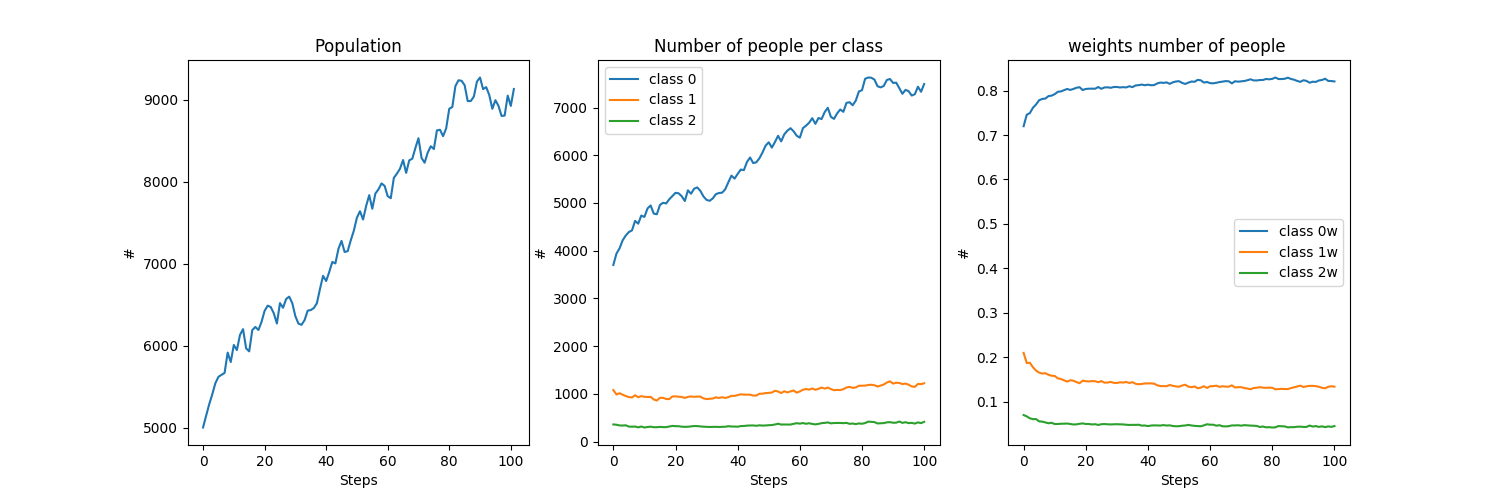 Population
#
9000
8000
7000
6000
5000
0 20 40 60 80 100
Steps
Number of people per class
#
7000
6000
5000
4000
3000
2000
1000
0
class 0
class 1
class 2
0 20 40 60 80 100
Steps
weights number of people
#
0.8
0.7
0.6
0.5
0.4
0.3
0.2
0.1
class 0w
class 1w
class 2w
0 20 40 60 80 100
Steps